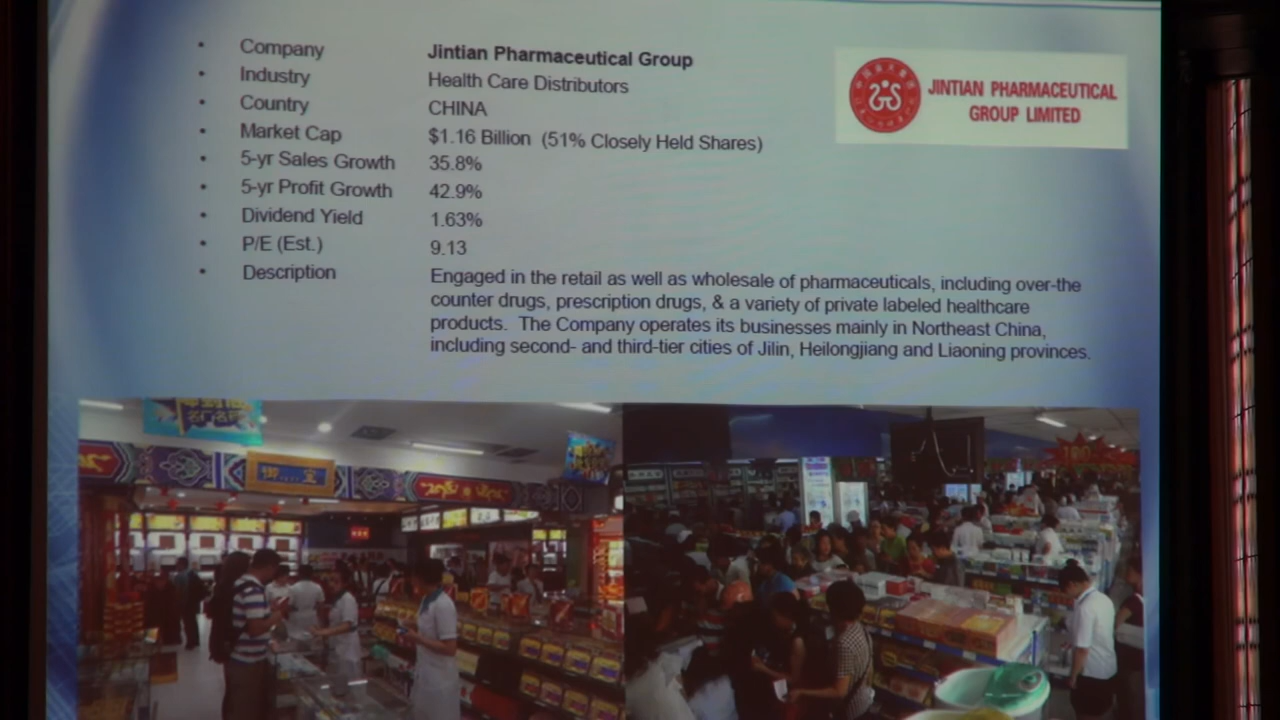 • Company Jintian Pharmaceutical Group
• Industry Health Care Distributors
• Country CHINA
• Market Cap $1.16 Billion (51% Closely Held Shares)
• 5-yr Sales Growth 35.8%
• 5-yr Profit Growth 42.9%
• Dividend Yield 1.63%
• P/E (Est.) 9.13
• Description Engaged in the retail as well as wholesale of pharmaceuticals, including over-the
counter drugs, prescription drugs, & a variety of private labeled healthcare
products. The Company operates its businesses mainly in Northeast China,
including second- and third-tier cities of Jilin, Heilongjiang and Liaoning provinces.
JINTIAN PHARMACEUTICAL
GROUP LIMITED